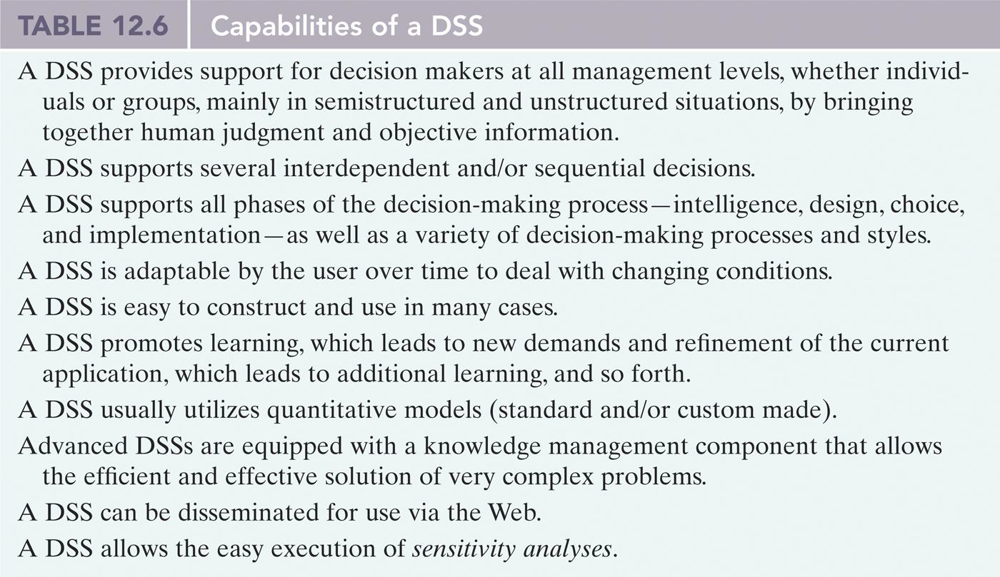 TABLE 12.6 Capabilities of a DSS
A DSS provides support for decision makers at all management levels, whether individ-
uals or groups, mainly in semistructured and unstructured situations, by bringing
together human judgment and objective information.
A DSS supports several interdependent and/or sequential decisions.
A DSS supports all phases of the decision-making process—intelligence, design, choice,
and implementation—as well as a variety of decision-making processes and styles.
A DSS is adaptable by the user over time to deal with changing conditions.
A DSS is easy to construct and use in many cases.
A DSS promotes learning, which leads to new demands and refinement of the current
application, which leads to additional learning, and so forth.
A DSS usually utilizes quantitative models (standard and/or custom made).
Advanced DSSs are equipped with a knowledge management component that allows
the efficient and effective solution of very complex problems.
A DSS can be disseminated for use via the Web.
A DSS allows the easy execution of sensitivity analyses.